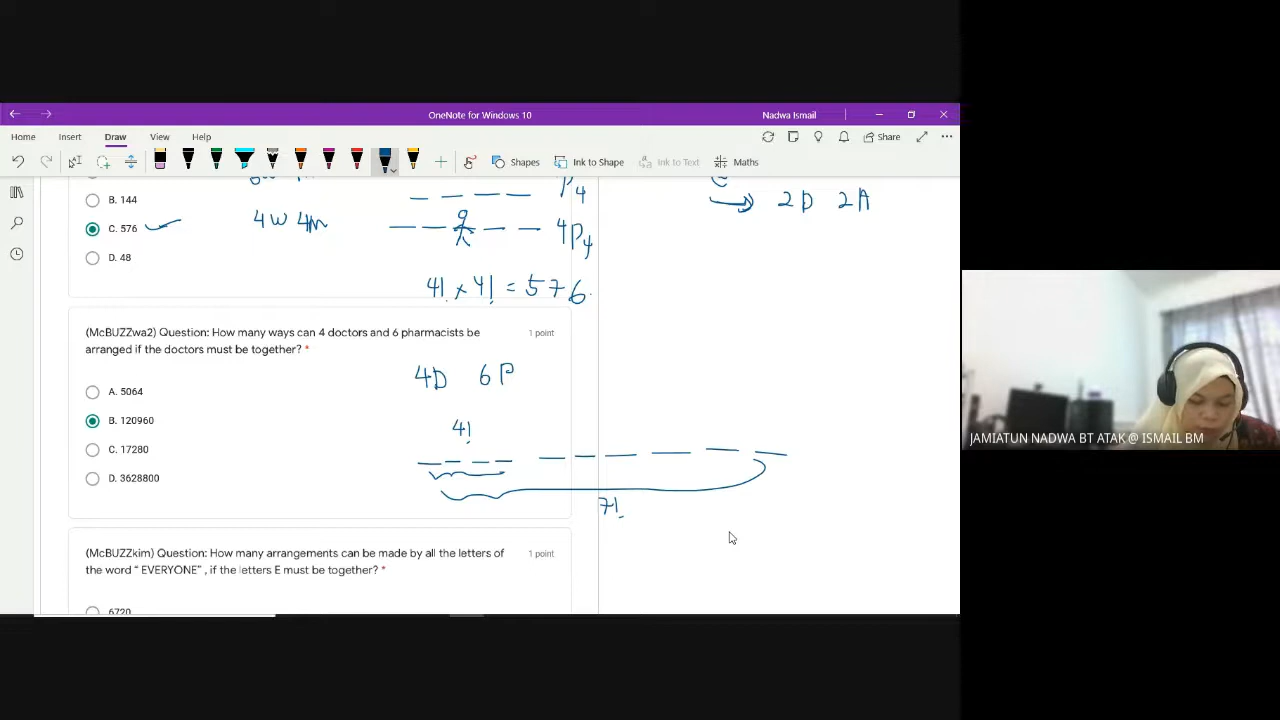 OneNote for Windows 10
Nadwa Ismail
Home Insert Draw View Help
Share
Shapes Ink to Shape Ink to Text Maths
B. 144
P4
2D 2A
C. 576
4W 4M
4P4
D. 48
4! x 4! = 576
(McBUZZwa2) Question: How many ways can 4 doctors and 6 pharmacists be
arranged if the doctors must be together? *
1 point
4D 6P
A. 5064
B. 120960
4!
C. 17280
D. 3628800
7!
(McBUZZkim) Question: How many arrangements can be made by all the letters of
the word “ EVERYONE” , if the letters E must be together? *
1 point
6720
JAMIATUN NADWA BT ATAK @ ISMAIL BM